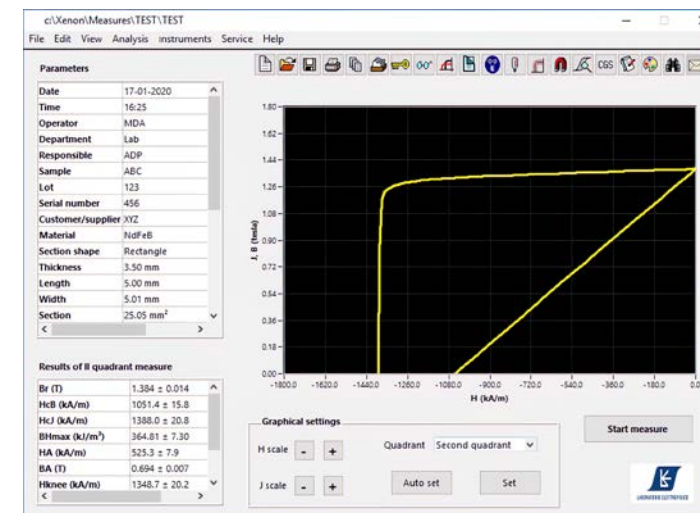 c:\Xenon\Measures\TEST\TEST
File Edit View Analysis instruments Service Help
Parameters
Date 17-01-2020
Time 16:25
Operator MDA
Department Lab
Responsible ADP
Sample ABC
Lot 123
Serial number 456
Customer/supplier XYZ
Material NdFeB
Section shape Rectangle
Thickness 3.50 mm
Length 5.00 mm
Width 5.01 mm
Section 25.05 mm²
Results of II quadrant measure
Br (T) 1.384 ± 0.014
HcB (kA/m) 1051.4 ± 15.8
HcJ (kA/m) 1388.0 ± 20.8
BHmax (kJ/m³) 364.81 ± 7.30
HA (kA/m) 525.3 ± 7.9
BA (T) 0.694 ± 0.007
Hknee (kA/m) 1348.7 ± 20.2
CGS
J, B (tesla)
1.80
1.62
1.44
1.26
1.08
0.90
0.72
0.54
0.36
0.18
0.00
-1800.0 -1620.0 -1440.0 -1260.0 -1080.0 -900.0 -720.0 -540.0 -360.0 -180.0 0.0
H (kA/m)
Graphical settings
H scale - +
Quadrant Second quadrant
J scale - +
Auto set Set
Start measure
LABORATORIO ELETTROFISICO